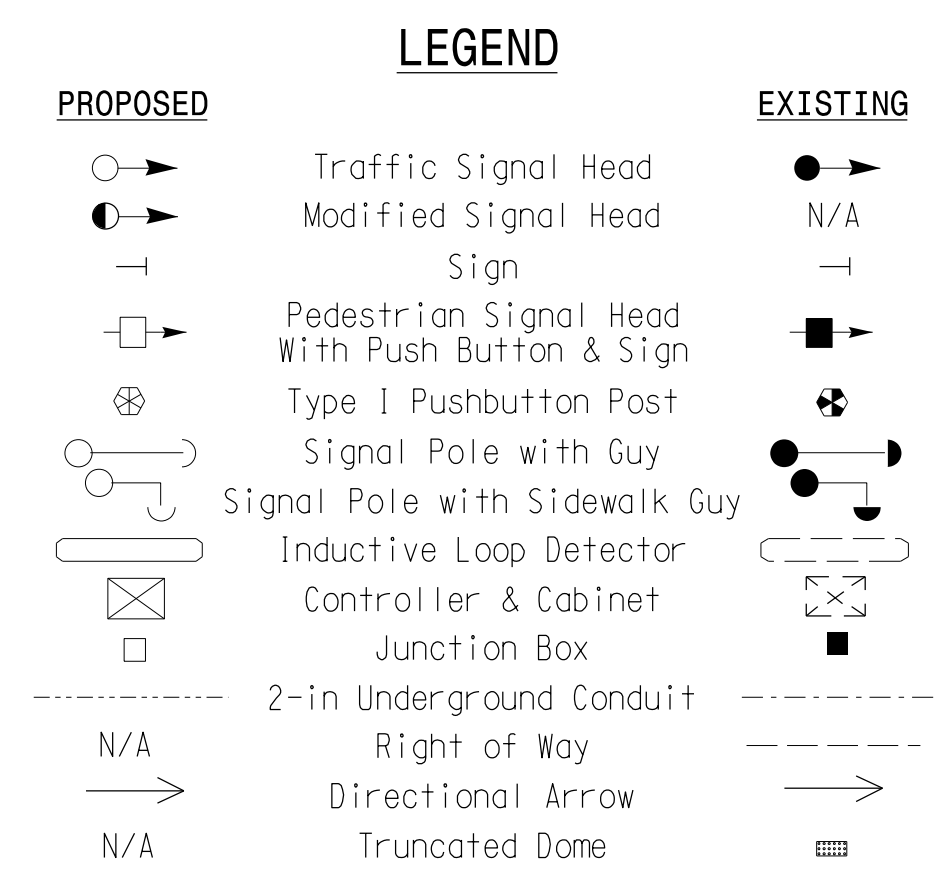 LEGEND
PROPOSED EXISTING
Traffic Signal Head
Modified Signal Head N/A
Sign
Pedestrian Signal Head
With Push Button & Sign
Type I Pushbutton Post
Signal Pole with Guy
Signal Pole with Sidewalk Guy
Inductive Loop Detector
Controller & Cabinet
Junction Box
2-in Underground Conduit
N/A Right of Way
Directional Arrow
N/A Truncated Dome